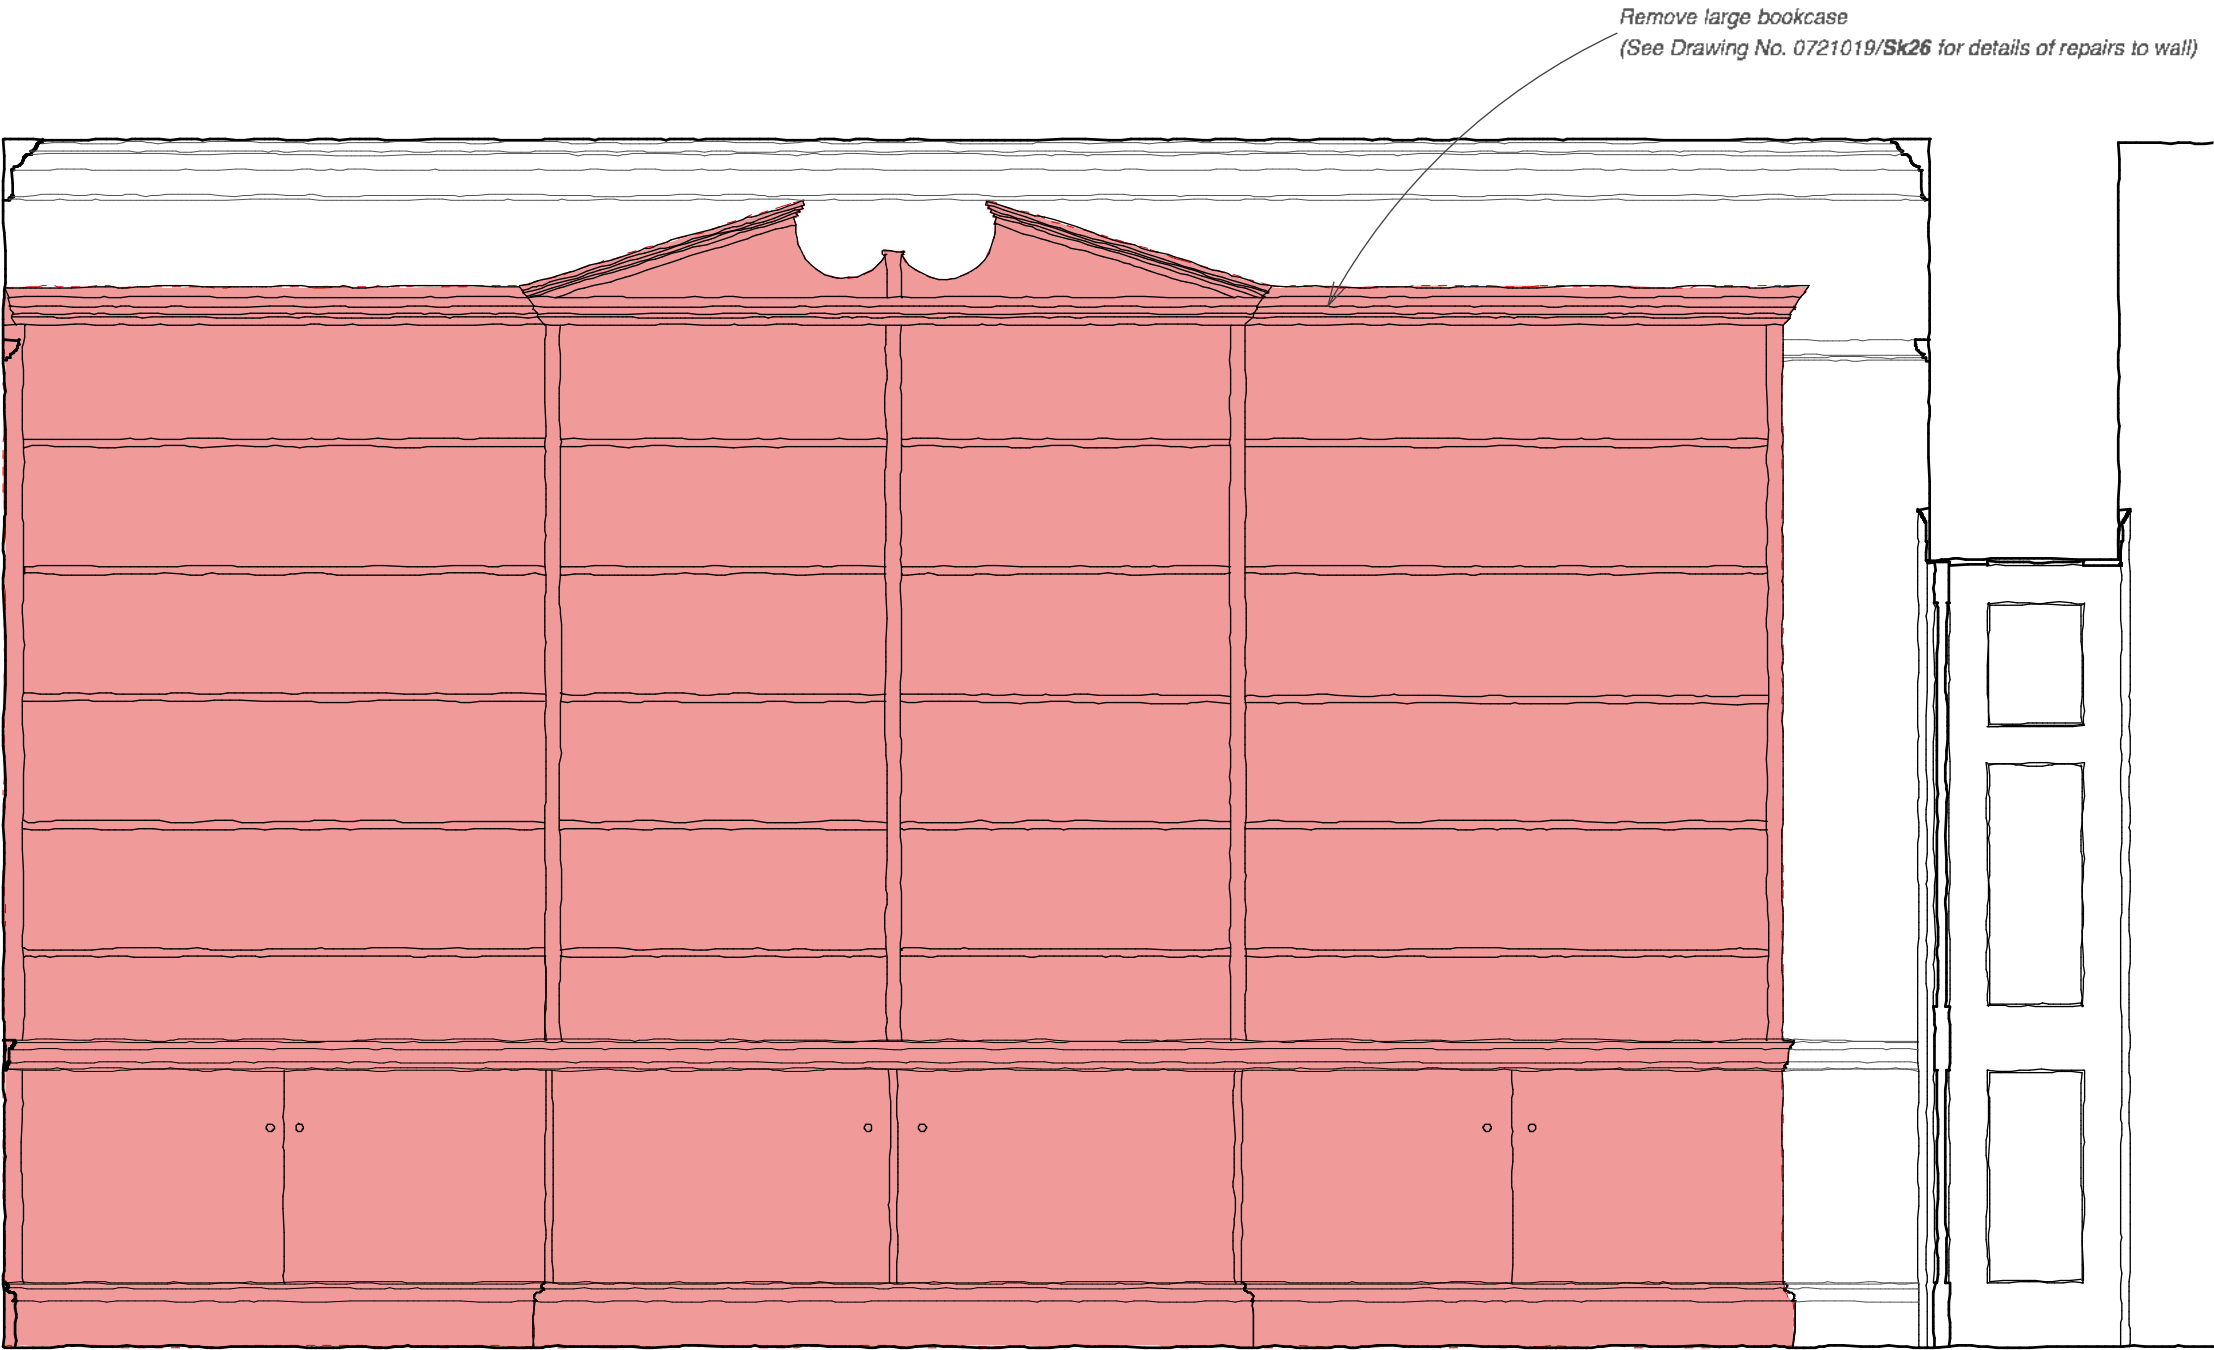 Remove large bookcase
(See Drawing No. 0721019/Sk26 for details of repairs to wall)